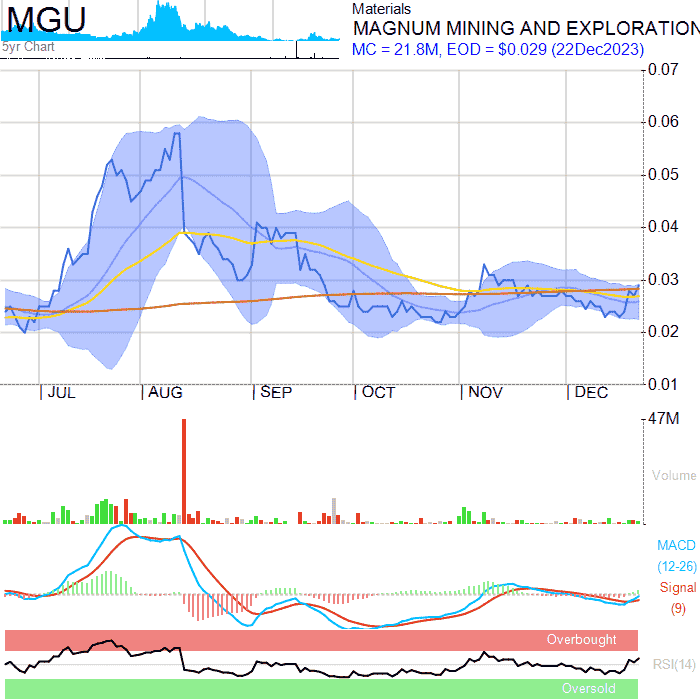 MGU
5yr Chart
Materials
MAGNUM MINING AND EXPLORATION
MC = 21.8M, EOD = $0.029 (22Dec2023)
0.07
0.06
0.05
0.04
0.03
0.02
0.01
JUL AUG SEP OCT NOV DEC
47M
Volume
MACD
(12-26)
Signal
(9)
Overbought
RSI(14)
Oversold